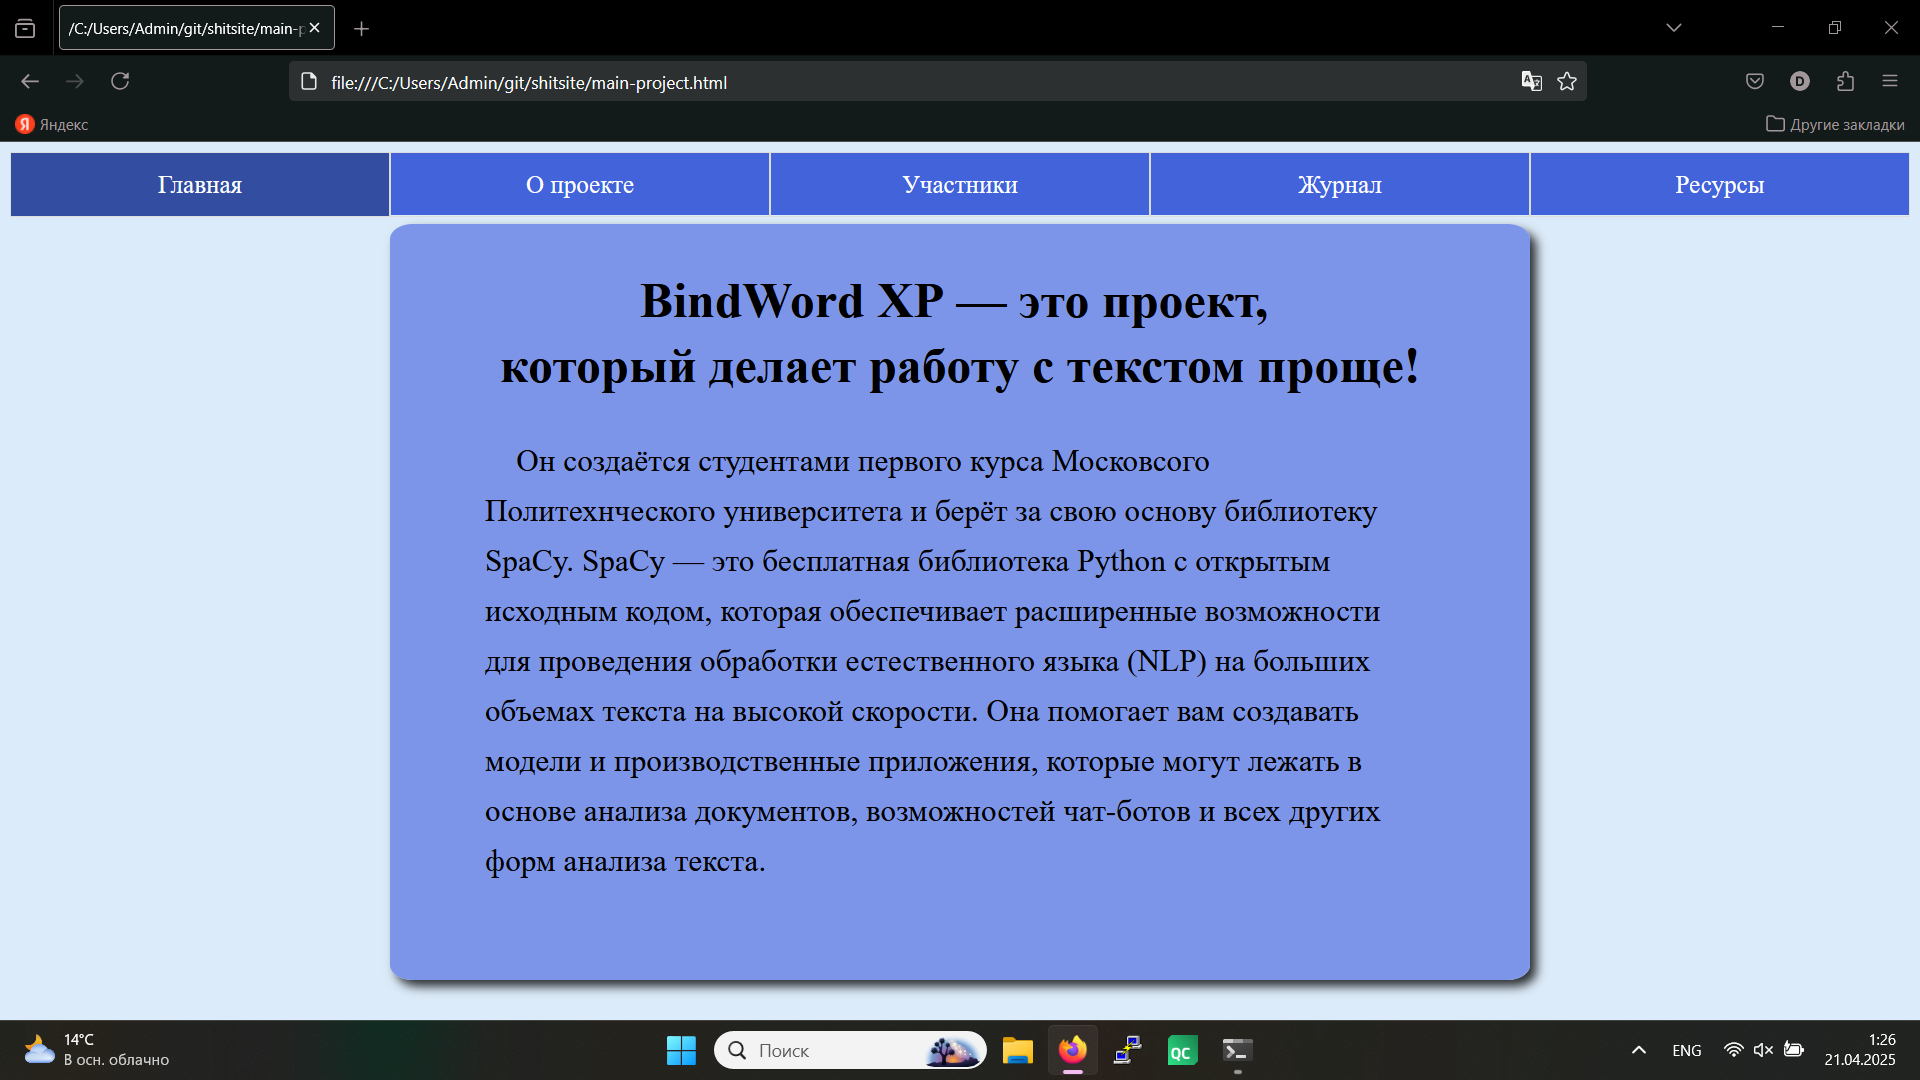 /C:/Users/Admin/git/shitsite/main-p
file:///C:/Users/Admin/git/shitsite/main-project.html
D
Я Яндекс
Другие закладки
Главная
О проекте
Участники
Журнал
Ресурсы
BindWord XP — это проект,
который делает работу с текстом проще!
Он создаётся студентами первого курса Московсого
Политехнческого университета и берёт за свою основу библиотеку
SpaCy. SpaCy — это бесплатная библиотека Python с открытым
исходным кодом, которая обеспечивает расширенные возможности
для проведения обработки естественного языка (NLP) на больших
объемах текста на высокой скорости. Она помогает вам создавать
модели и производственные приложения, которые могут лежать в
основе анализа документов, возможностей чат-ботов и всех других
форм анализа текста.
14°C
В осн. облачно
Поиск
QC
ENG
1:26
21.04.2025